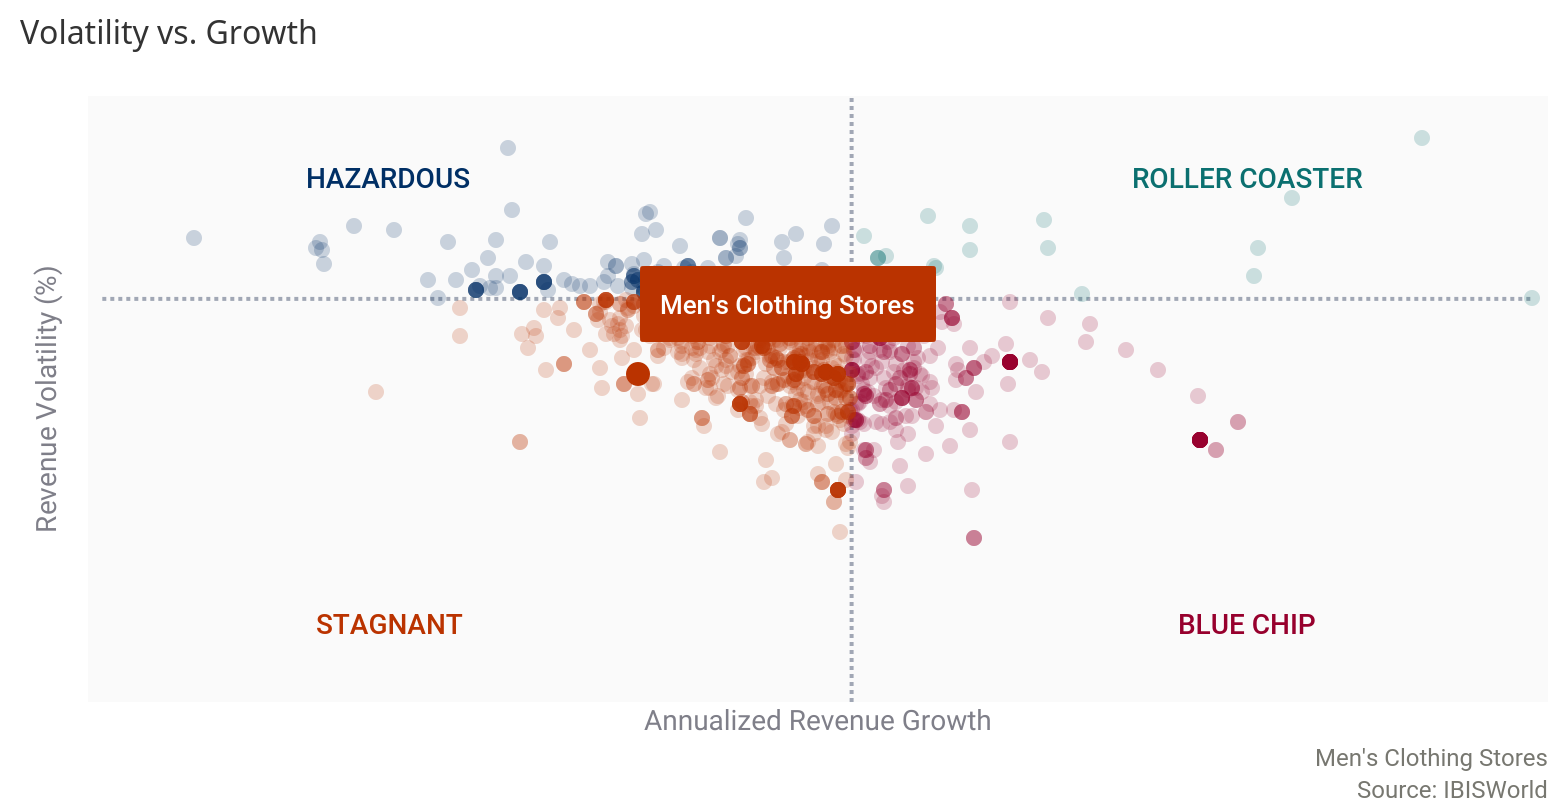 Volatility vs. Growth
HAZARDOUS
ROLLER COASTER
Men's Clothing Stores
Revenue Volatility (%)
STAGNANT
BLUE CHIP
Annualized Revenue Growth
Men's Clothing Stores
Source: IBISWorld